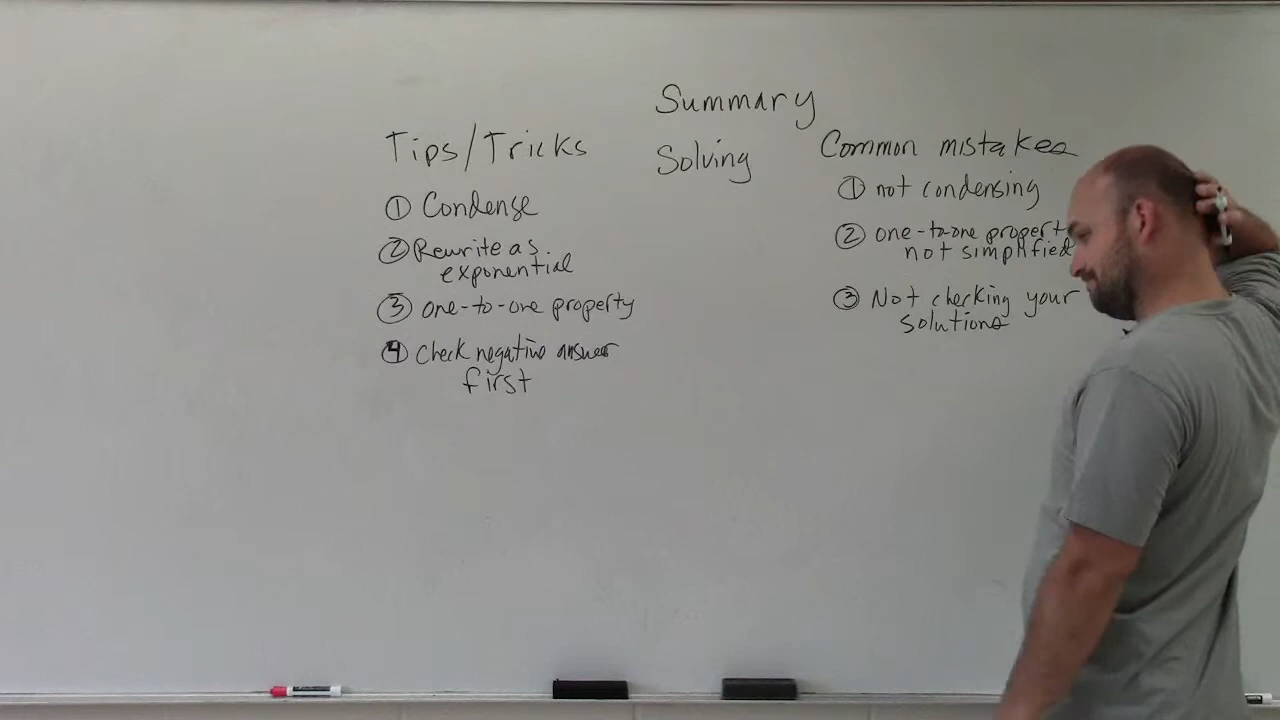 Summary
Solving
Tips/Tricks
① Condense
② Rewrite as
exponential
③ one-to-one property
④ Check negative answer
first
Common mistakes
① not condensing
② one-to-one property
not simplified
③ Not checking your
solutions